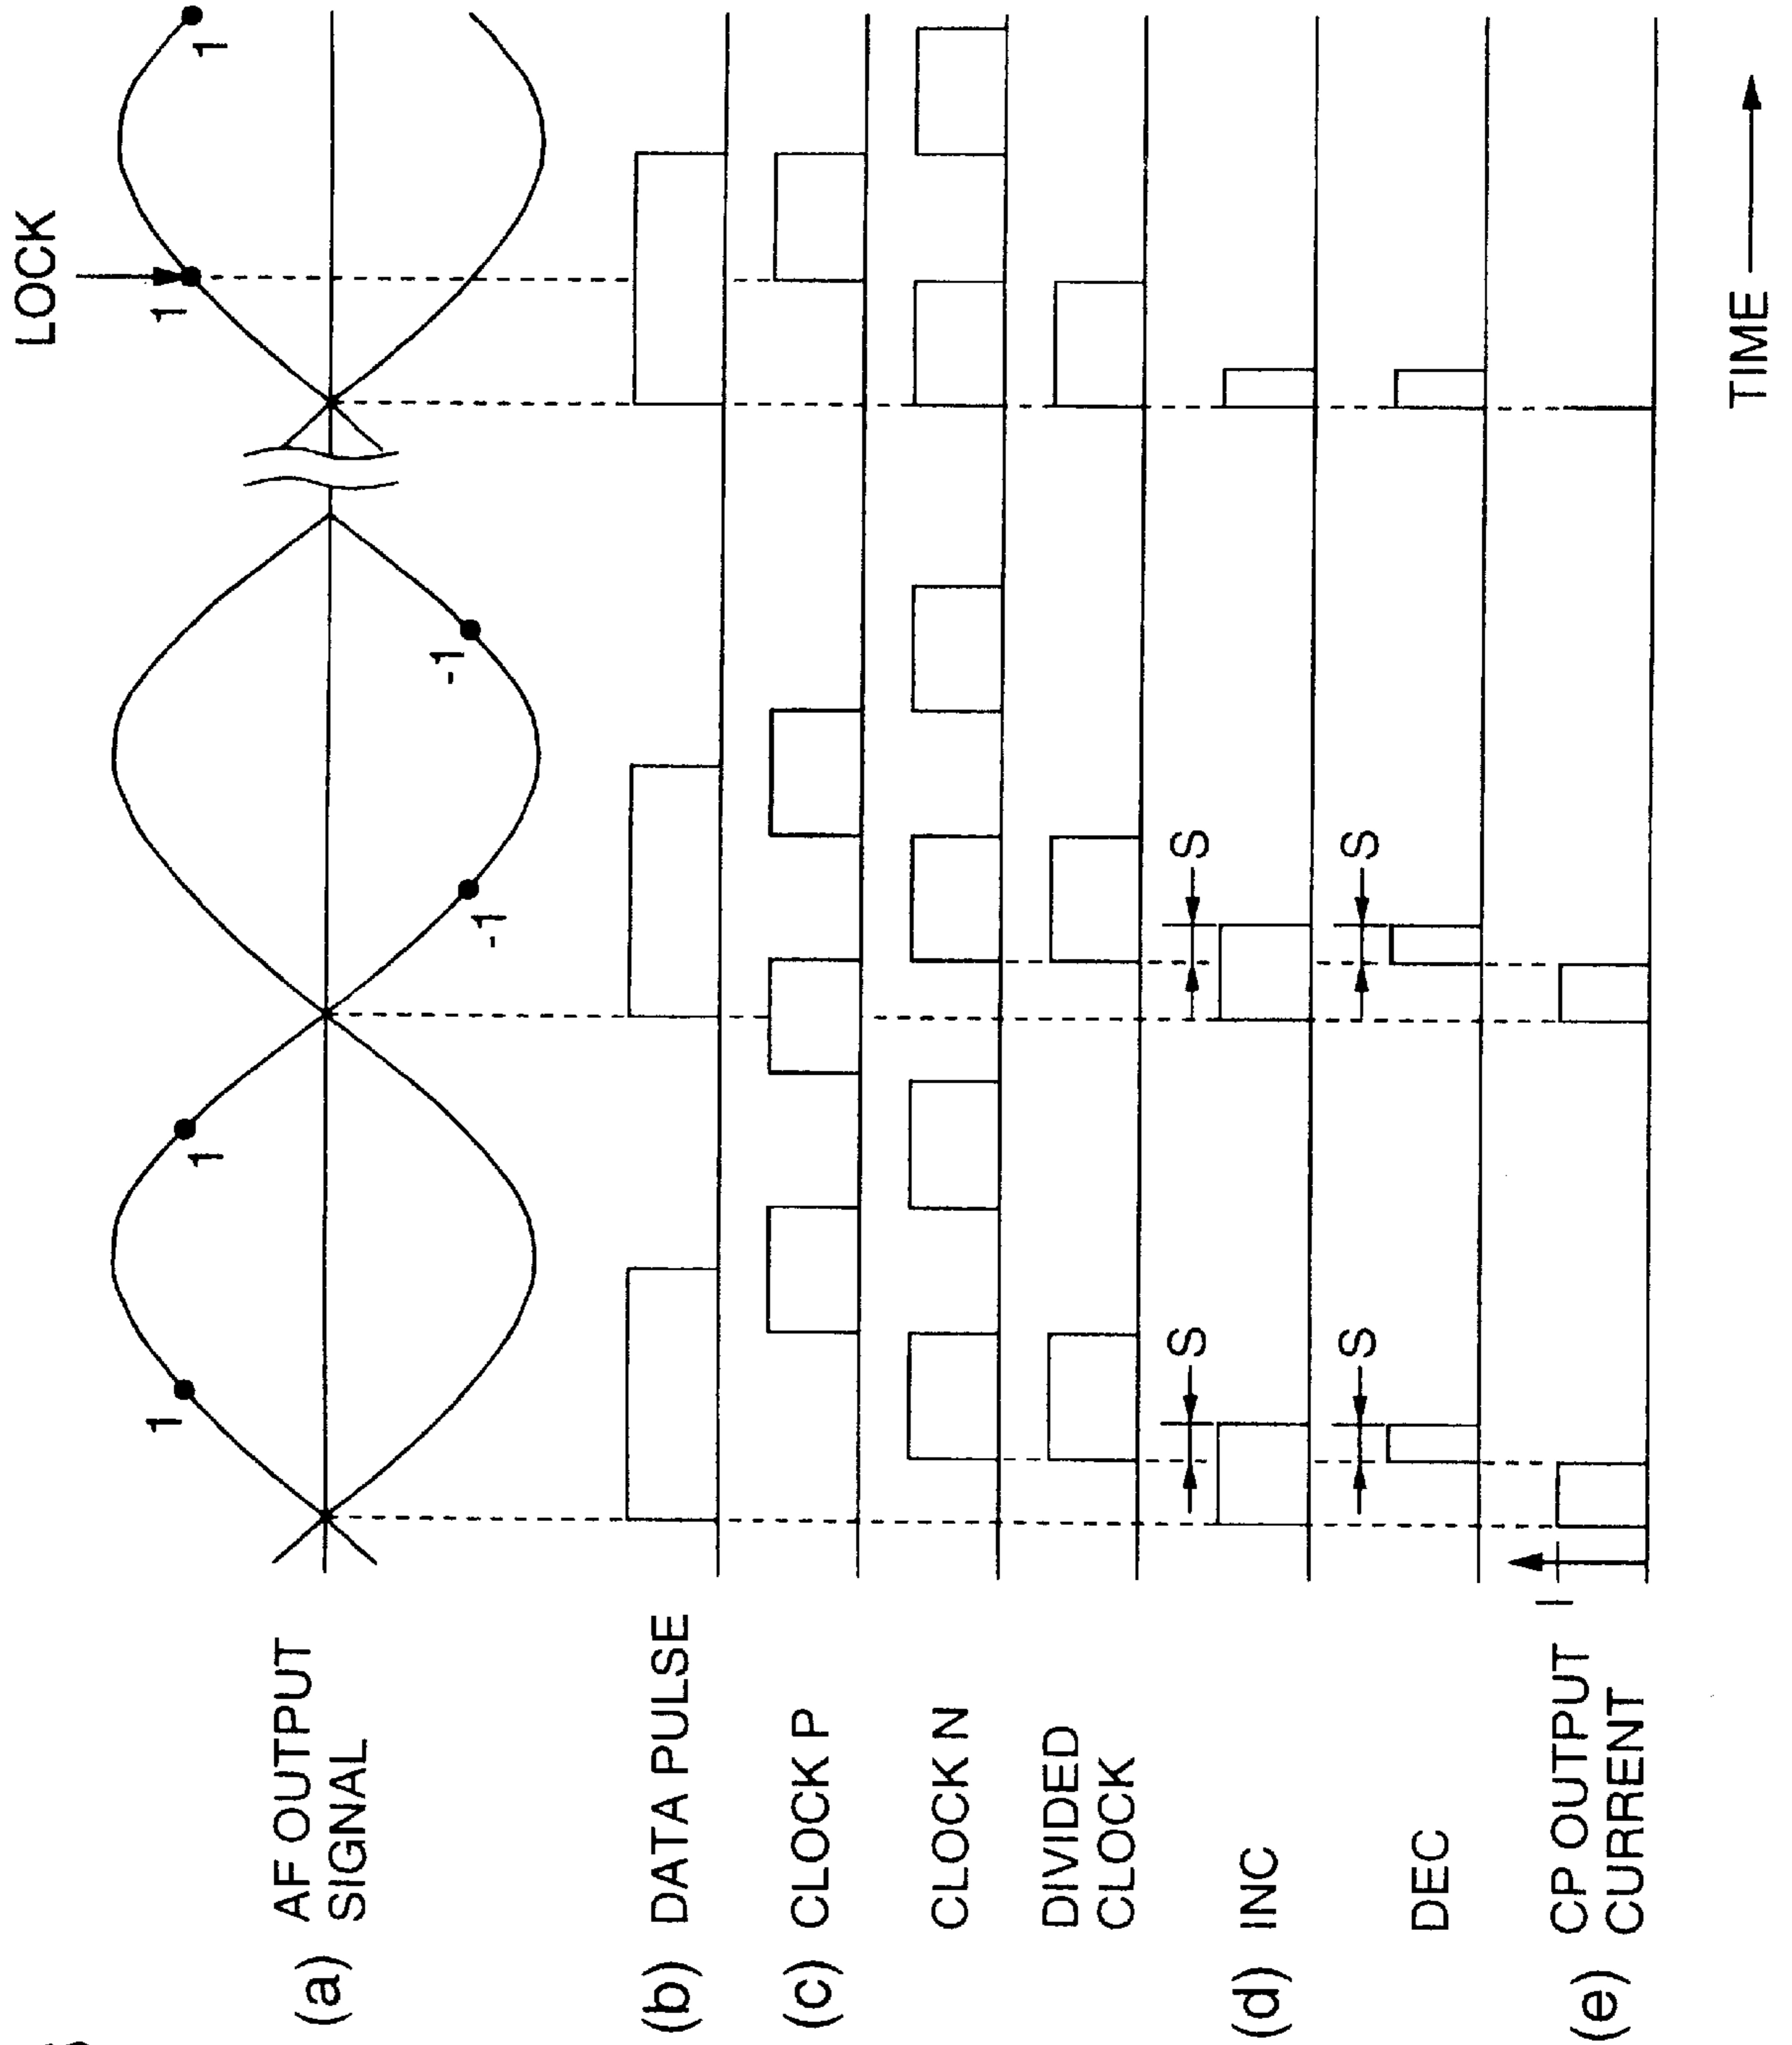 LOCK
1
1
1
1
-1
-1
(a) AF OUTPUT
SIGNAL
(b) DATA PULSE
(c) CLOCK P
CLOCK N
DIVIDED
CLOCK
S
S
(d) INC
S
S
DEC
I
(e) CP OUTPUT
CURRENT
TIME